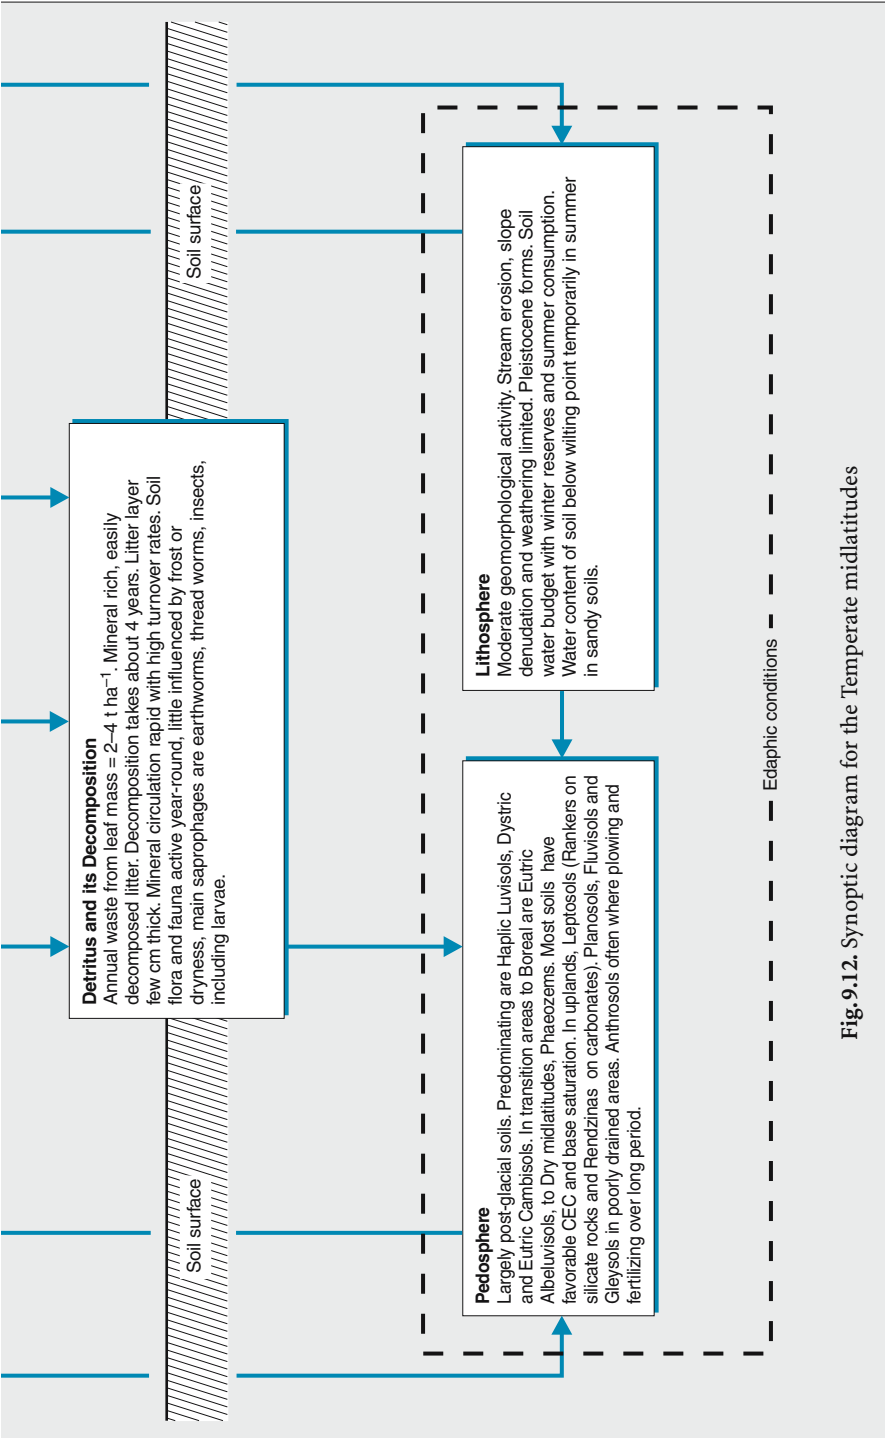 Detritus and its Decomposition
Annual waste from leaf mass = 2–4 t ha⁻¹. Mineral rich, easily
decomposed litter. Decomposition takes about 4 years. Litter layer
few cm thick. Mineral circulation rapid with high turnover rates. Soil
flora and fauna active year-round, little influenced by frost or
dryness, main saprophages are earthworms, thread worms, insects,
including larvae.
Soil surface
Soil surface
Pedosphere
Largely post-glacial soils. Predominating are Haplic Luvisols, Dystric
and Eutric Cambisols. In transition areas to Boreal are Eutric
Albeluvisols, to Dry midlatitudes, Phaeozems. Most soils have
favorable CEC and base saturation. In uplands, Leptosols (Rankers on
silicate rocks and Rendzinas on carbonates). Planosols, Fluvisols and
Gleysols in poorly drained areas. Anthrosols often where plowing and
fertilizing over long period.
Lithosphere
Moderate geomorphological activity. Stream erosion, slope
denudation and weathering limited. Pleistocene forms. Soil
water budget with winter reserves and summer consumption.
Water content of soil below wilting point temporarily in summer
in sandy soils.
Edaphic conditions
Fig. 9.12. Synoptic diagram for the Temperate midlatitudes